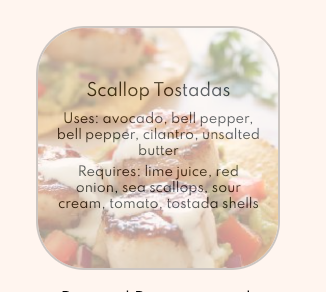 Scallop Tostadas
Uses: avocado, bell pepper,
bell pepper, cilantro, unsalted
butter
Requires: lime juice, red
onion, sea scallops, sour
cream, tomato, tostada shells